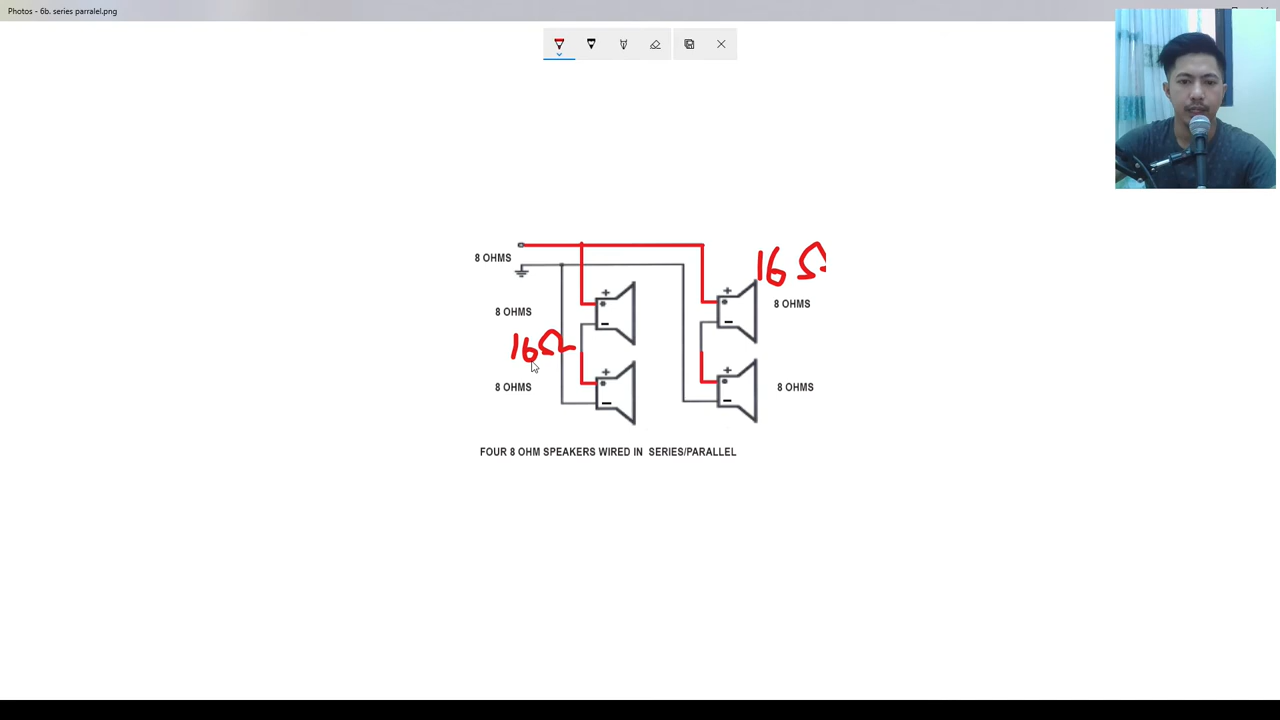 Photos - 6b. series parralel.png
8 OHMS
16 Ω
8 OHMS
8 OHMS
16Ω
8 OHMS
8 OHMS
FOUR 8 OHM SPEAKERS WIRED IN SERIES/PARALLEL